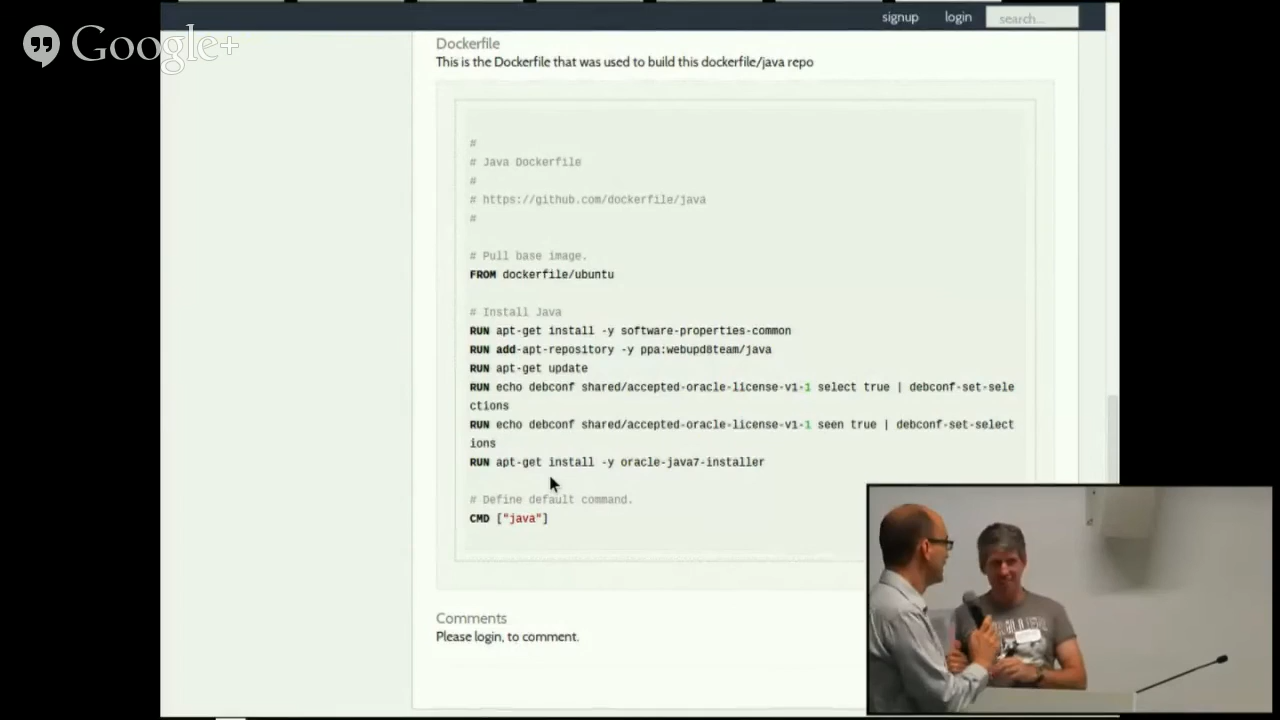 Google+
signup login search...
Dockerfile
This is the Dockerfile that was used to build this dockerfile/java repo
#
# Java Dockerfile
#
# https://github.com/dockerfile/java
#
# Pull base image.
FROM dockerfile/ubuntu
# Install Java
RUN apt-get install -y software-properties-common
RUN add-apt-repository -y ppa:webupd8team/java
RUN apt-get update
RUN echo debconf shared/accepted-oracle-license-v1-1 select true | debconf-set-sele
ctions
RUN echo debconf shared/accepted-oracle-license-v1-1 seen true | debconf-set-select
ions
RUN apt-get install -y oracle-java7-installer
# Define default command.
CMD ["java"]
Comments
Please login, to comment.